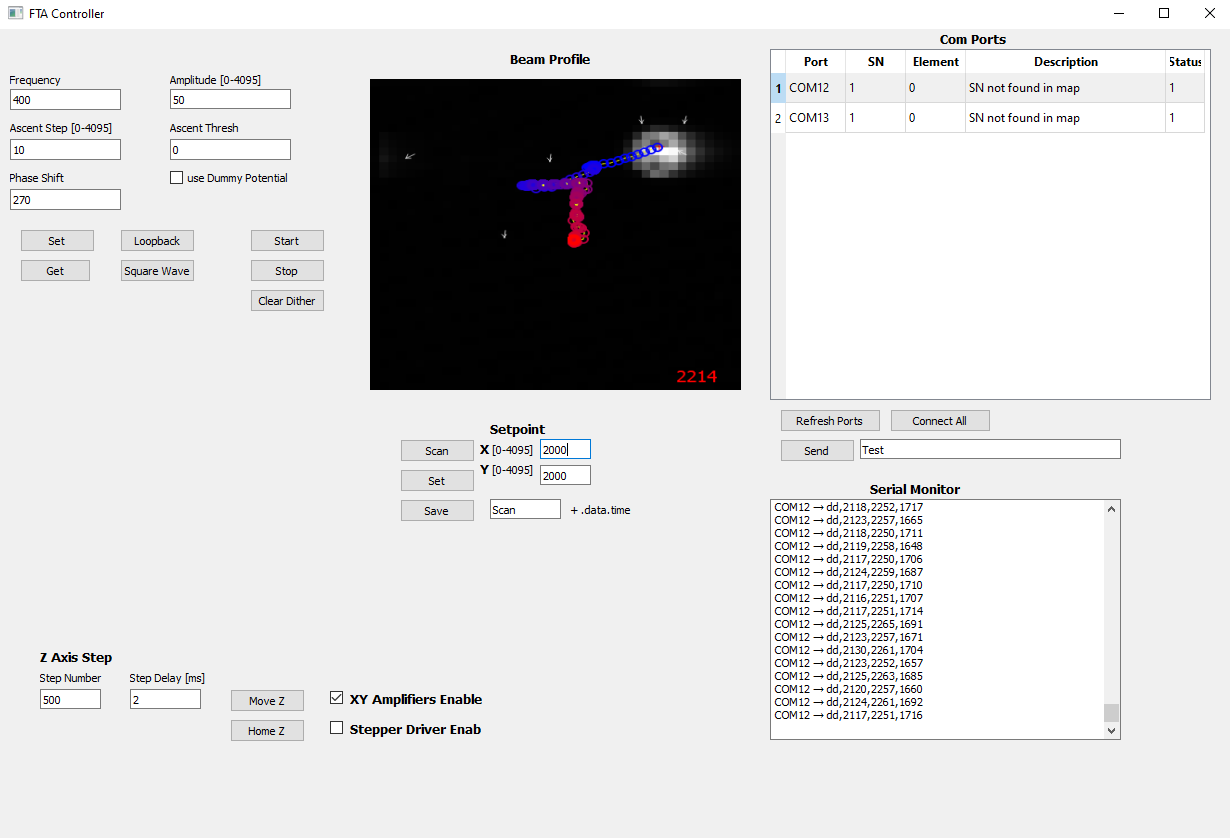 FTA Controller
Frequency
Amplitude [0-4095]
400
50
Ascent Step [0-4095]
Ascent Thresh
10
0
Phase Shift
use Dummy Potential
270
Set
Loopback
Start
Get
Square Wave
Stop
Clear Dither
Beam Profile
2214
Setpoint
Scan
X [0-4095]
2000
Set
Y [0-4095]
2000
Save
Scan
+ .data.time
Com Ports
Port SN Element Description Status
1 COM12 1 0 SN not found in map 1
2 COM13 1 0 SN not found in map 1
Refresh Ports
Connect All
Send
Test
Serial Monitor
COM12 → dd,2118,2252,1717
COM12 → dd,2123,2257,1665
COM12 → dd,2118,2250,1711
COM12 → dd,2119,2258,1648
COM12 → dd,2117,2250,1706
COM12 → dd,2124,2259,1687
COM12 → dd,2117,2250,1710
COM12 → dd,2116,2251,1707
COM12 → dd,2117,2251,1714
COM12 → dd,2125,2265,1691
COM12 → dd,2123,2257,1671
COM12 → dd,2130,2261,1704
COM12 → dd,2123,2252,1657
COM12 → dd,2125,2263,1685
COM12 → dd,2120,2257,1660
COM12 → dd,2124,2261,1692
COM12 → dd,2117,2251,1716
Z Axis Step
Step Number
Step Delay [ms]
500
2
Move Z
XY Amplifiers Enable
Home Z
Stepper Driver Enab